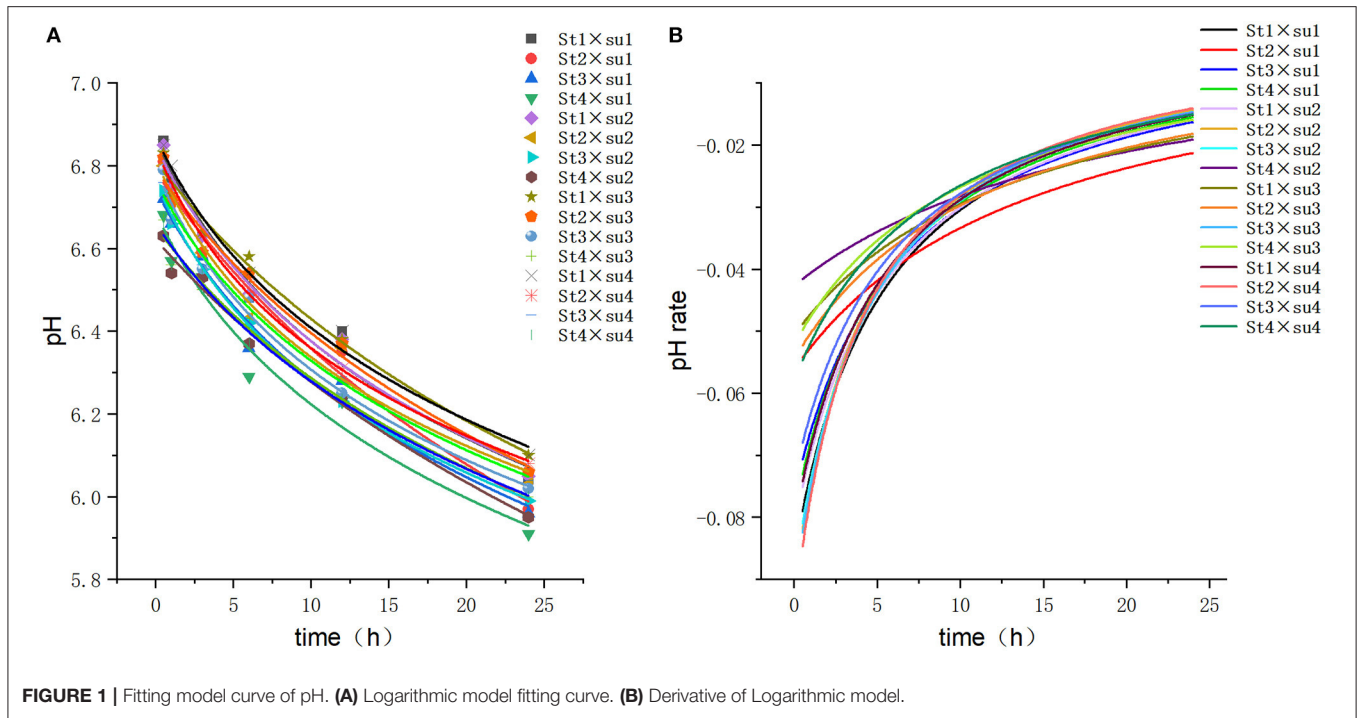 A
B
St1×su1
St2×su1
St3×su1
St4×su1
St1×su2
St2×su2
St3×su2
St4×su2
St1×su3
St2×su3
St3×su3
St4×su3
St1×su4
St2×su4
St3×su4
St4×su4
7.0
6.8
6.6
6.4
6.2
6.0
5.8
pH
0
5
10
15
20
25
time（h）
St1×su1
St2×su1
St3×su1
St4×su1
St1×su2
St2×su2
St3×su2
St4×su2
St1×su3
St2×su3
St3×su3
St4×su3
St1×su4
St2×su4
St3×su4
St4×su4
-0.02
-0.04
-0.06
-0.08
pH rate
0
5
10
15
20
25
time（h）
FIGURE 1 | Fitting model curve of pH. (A) Logarithmic model fitting curve. (B) Derivative of Logarithmic model.